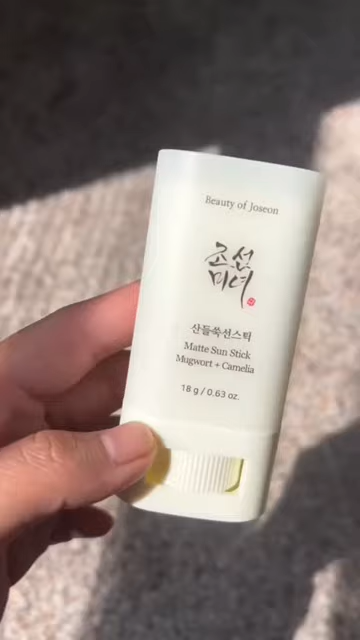 Beauty of Joseon
조선
미녀
산들쑥선스틱
Matte Sun Stick
Mugwort + Camelia
18 g / 0.63 oz.